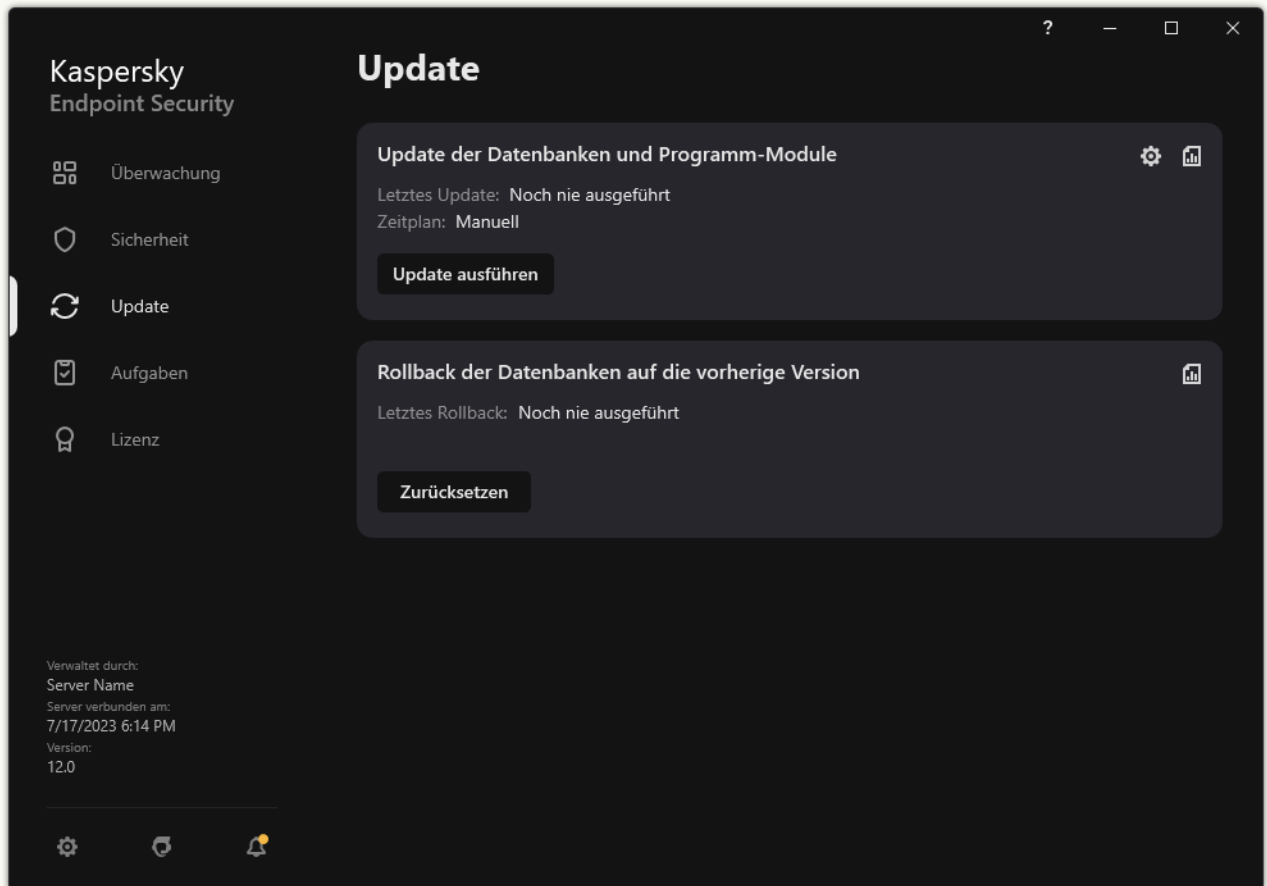 ?
Kaspersky
Endpoint Security
Überwachung
Sicherheit
Update
Aufgaben
Lizenz
Verwaltet durch:
Server Name
Server verbunden am:
7/17/2023 6:14 PM
Version:
12.0
Update
Update der Datenbanken und Programm-Module
Letztes Update: Noch nie ausgeführt
Zeitplan: Manuell
Update ausführen
Rollback der Datenbanken auf die vorherige Version
Letztes Rollback: Noch nie ausgeführt
Zurücksetzen